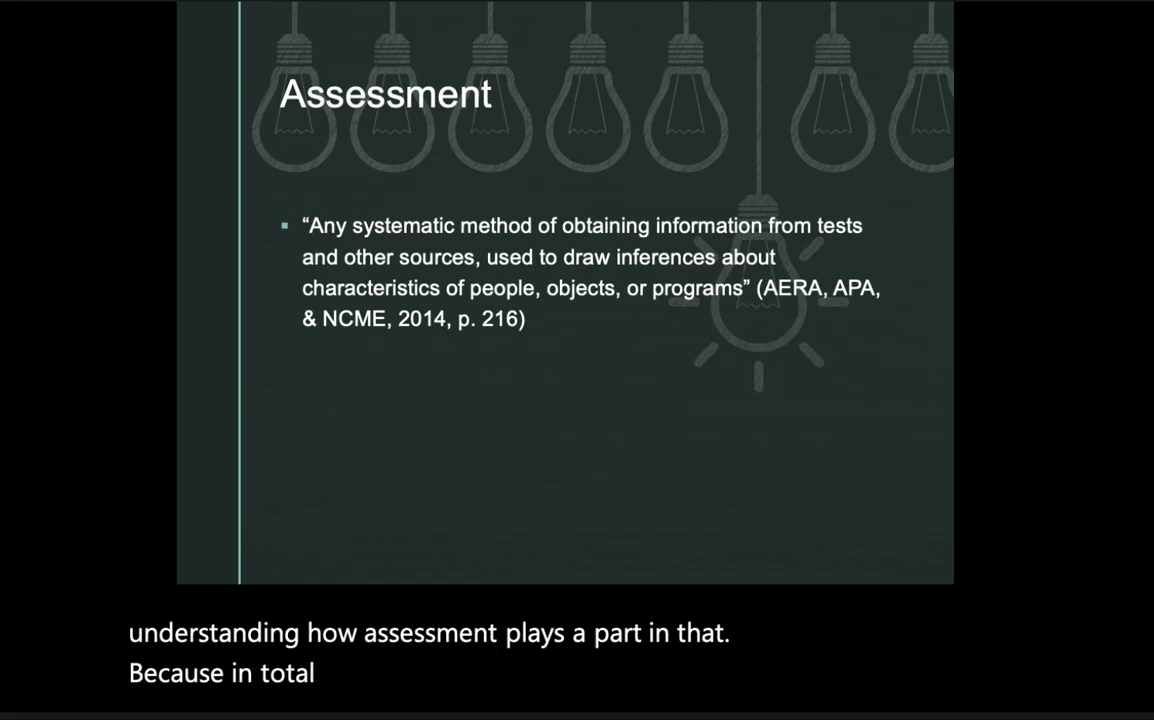 Assessment
▪ “Any systematic method of obtaining information from tests
and other sources, used to draw inferences about
characteristics of people, objects, or programs” (AERA, APA,
& NCME, 2014, p. 216)
understanding how assessment plays a part in that.
Because in total